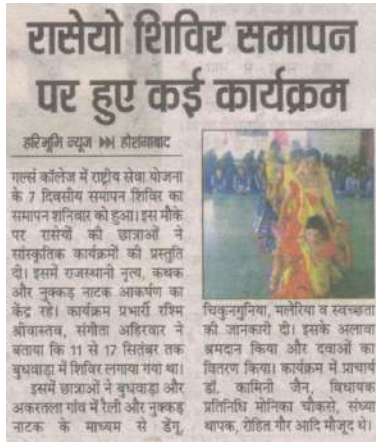 रासेयो शिविर समापन
पर हुए कई कार्यक्रम
हरिभूमि न्यूज ▶▶| होशंगाबाद
गर्ल्स कॉलेज में राष्ट्रीय सेवा योजना
के 7 दिवसीय समापन शिविर का
समापन शनिवार को हुआ। इस मौके
पर रासेयो की छात्राओं ने
सांस्कृतिक कार्यक्रमों की प्रस्तुति
दी। इसमें राजस्थानी नृत्य, कथक
और नुक्कड़ नाटक आकर्षण का
केंद्र रहे। कार्यक्रम प्रभारी रश्मि
श्रीवास्तव, संगीता अहिरवार ने
बताया कि 11 से 17 सितंबर तक
बुधवाड़ा में शिविर लगाया गया था।
इसमें छात्राओं ने बुधवाड़ा और
अकरतला गांव में रैली और नुक्कड़
नाटक के माध्यम से डेंगू,
चिकुनगुनिया, मलेरिया व स्वच्छता
की जानकारी दी। इसके अलावा
श्रमदान किया और दवाओं का
वितरण किया। कार्यक्रम में प्राचार्य
डॉ. कामिनी जैन, विधायक
प्रतिनिधि मोनिका चौकसे, संध्या
थापक, रोहित गौर आदि मौजूद थे।